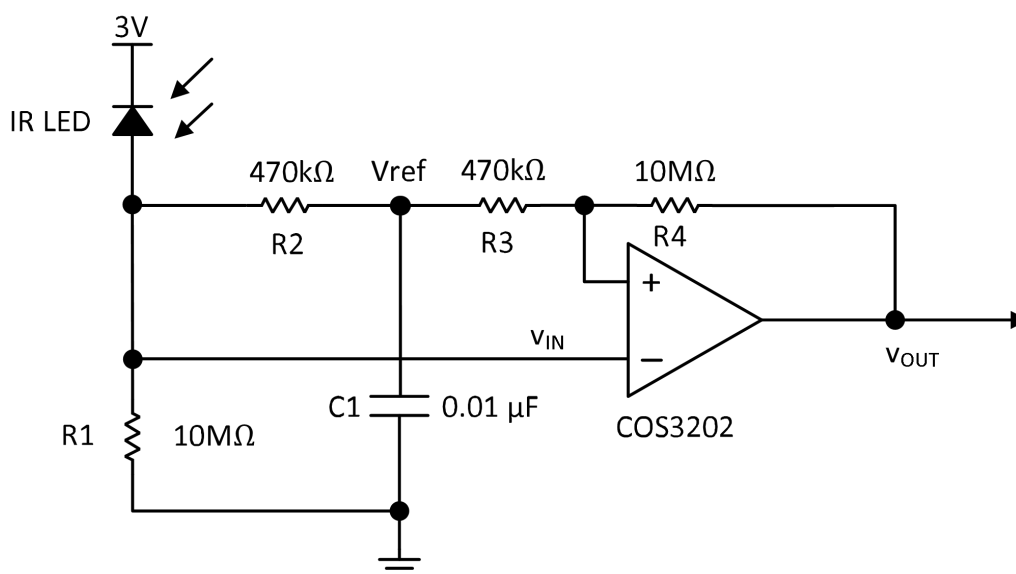 3V
IR LED
470kΩ
Vref
470kΩ
10MΩ
R2
R3
R4
+
vIN
−
vOUT
C1
0.01 µF
COS3202
R1
10MΩ